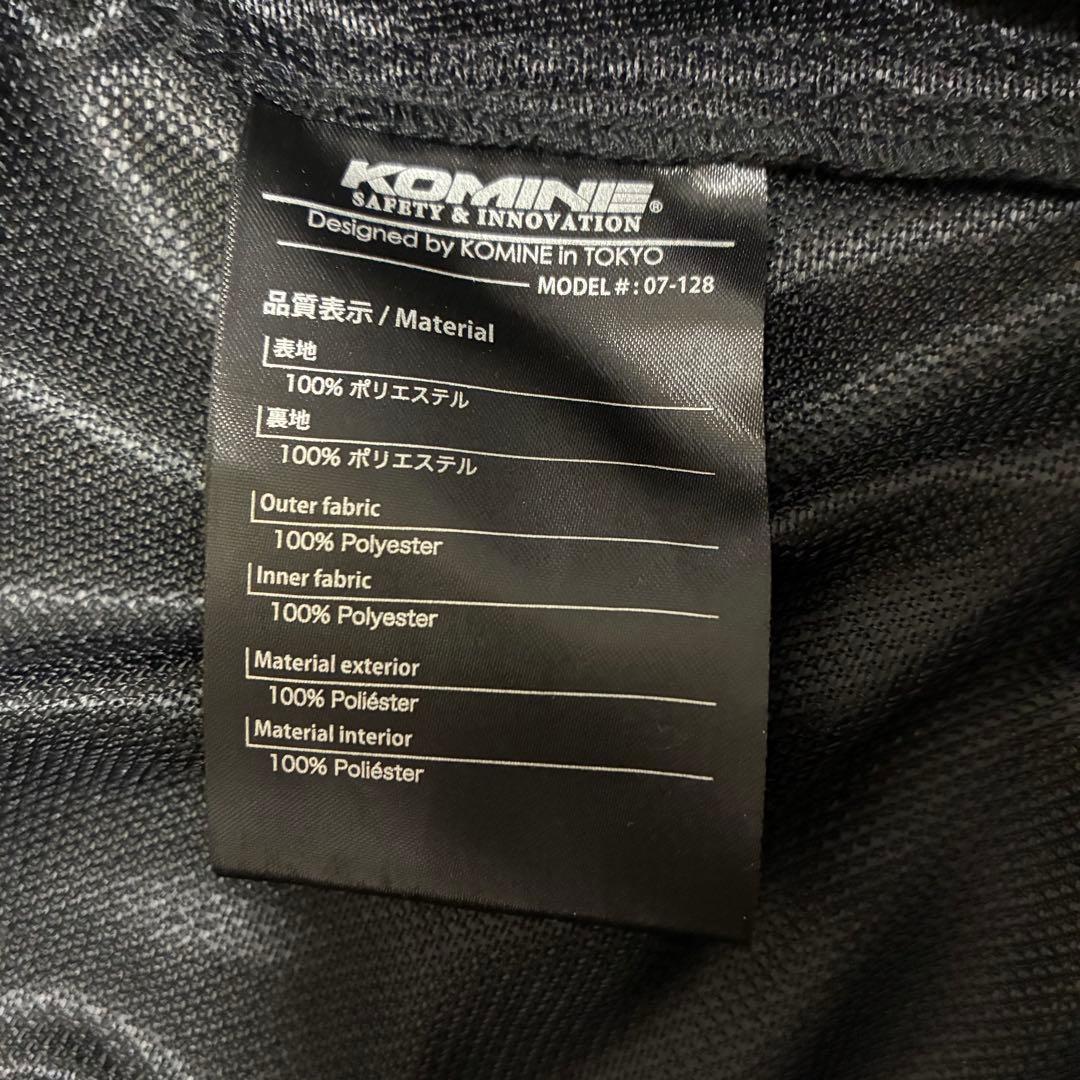 KOMINE®
SAFETY & INNOVATION
Designed by KOMINE in TOKYO
MODEL # : 07-128
品質表示 / Material
表地
100% ポリエステル
裏地
100% ポリエステル
Outer fabric
100% Polyester
Inner fabric
100% Polyester
Material exterior
100% Poliéster
Material interior
100% Poliéster